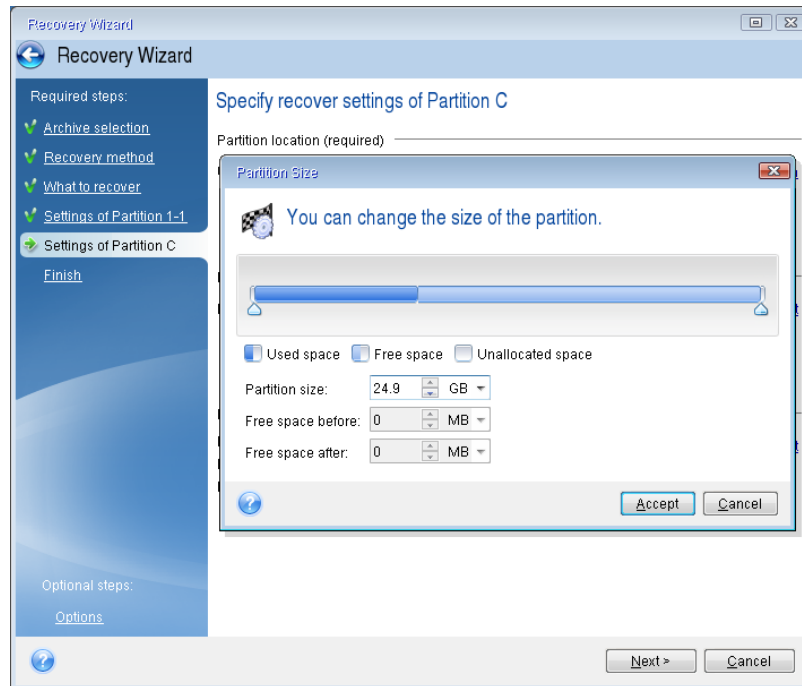 Recovery Wizard
Recovery Wizard
Required steps:
Archive selection
Recovery method
What to recover
Settings of Partition 1-1
Settings of Partition C
Finish
Optional steps:
Options
Specify recover settings of Partition C
Partition location (required)
Partition Size
You can change the size of the partition.
Used space Free space Unallocated space
Partition size: 24.9 GB
Free space before: 0 MB
Free space after: 0 MB
? Accept Cancel
? Next > Cancel